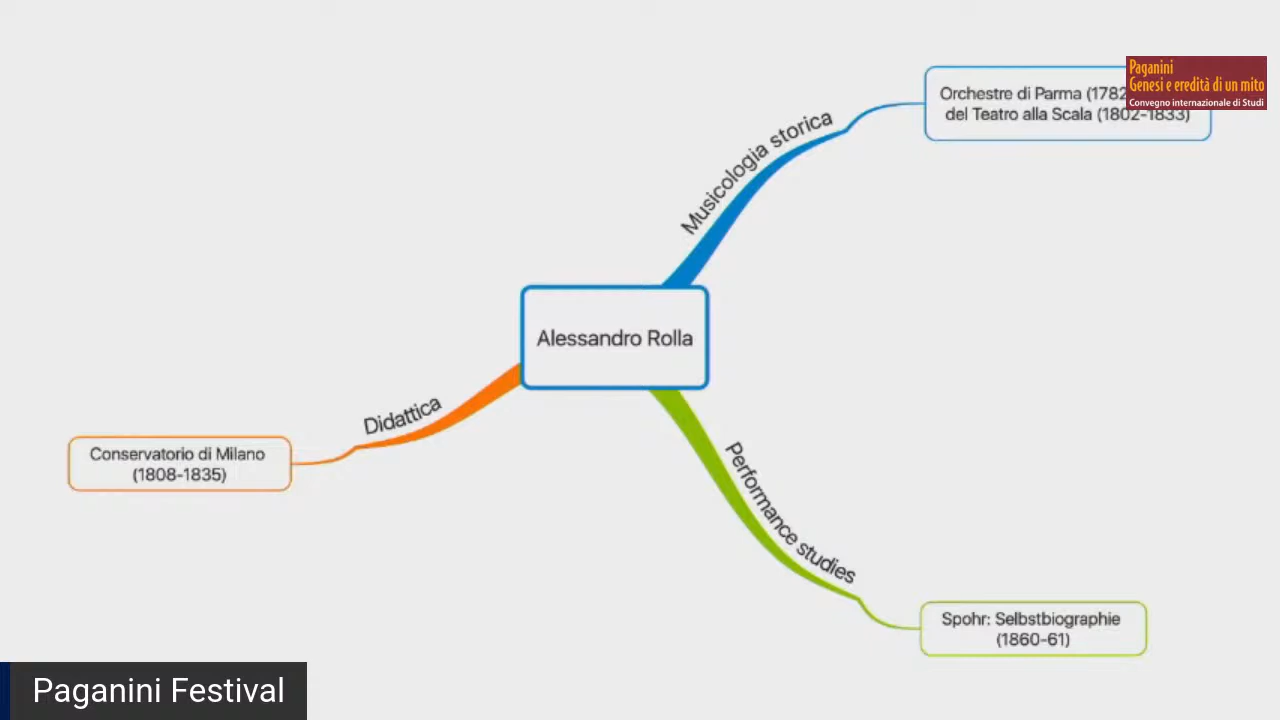 Paganini
Genesi e eredità di un mito
Convegno internazionale di Studi
Orchestre di Parma (1782
del Teatro alla Scala (1802-1833)
Musicologia storica
Alessandro Rolla
Didattica
Conservatorio di Milano
(1808-1835)
Performance studies
Spohr: Selbstbiographie
(1860-61)
Paganini Festival